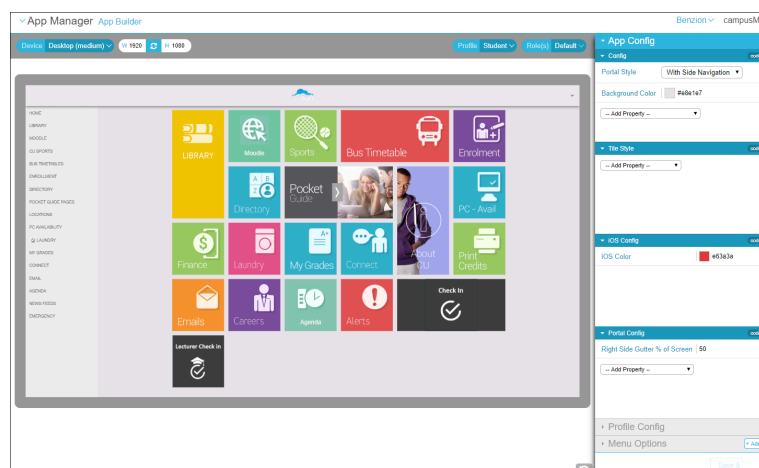 App Manager App Builder
Benzion campusM
Device Desktop (medium) W 1920 H 1080 Profile Student Role(s) Default
HOME
LIBRARY
MOODLE
CU SPORTS
BUS TIMETABLES
ENROLLMENT
DIRECTORY
POCKET GUIDE PAGES
LOCATIONS
PC AVAILABILITY
LAUNDRY
MY GRADES
CONNECT
EMAIL
AGENDA
NEWS FEEDS
EMERGENCY
LIBRARY
Moodle
Sports
Bus Timetable
Enrolment
A B
Z
Directory
Pocket
Guide
About
CU
PC - Avail
Finance
Laundry
A+
My Grades
Connect
Print
Credits
Emails
Careers
Agenda
Alerts
Check In
Lecturer Check in
App Config
Config
Portal Style With Side Navigation
Background Color #e8e1e7
-- Add Property --
Tile Style
-- Add Property --
iOS Config
iOS Color e63a3a
Portal Config
Right Side Gutter % of Screen 50
-- Add Property --
Profile Config
Menu Options
Save